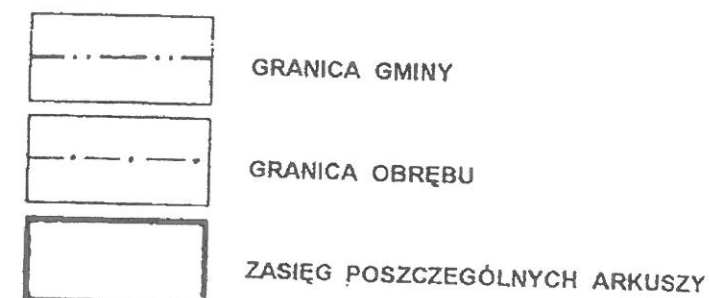 GRANICA GMINY
GRANICA OBRĘBU
ZASIĘG POSZCZEGÓLNYCH ARKUSZY